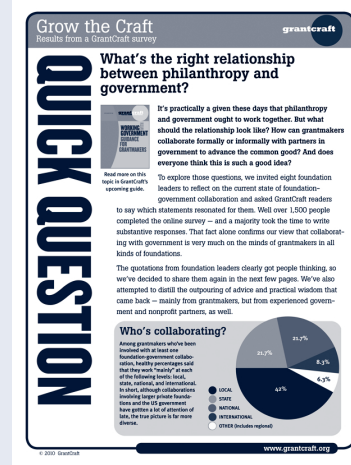 Grow the Craft
Results from a GrantCraft survey
grantcraft
QUICK QUESTION
What's the right relationship
between philanthropy and
government?
WORKING
GOVERNMENT
GUIDANCE
FOR
GRANTMAKERS
Read more on this
topic in GrantCraft's
upcoming guide.
It's practically a given these days that philanthropy
and government ought to work together. But what
should the relationship look like? How can grantmakers
collaborate formally or informally with partners in
government to advance the common good? And does
everyone think this is such a good idea?
To explore those questions, we invited eight foundation
leaders to reflect on the current state of foundation–
government collaboration and asked GrantCraft readers
to say which statements resonated for them. Well over 1,500 people
completed the online survey — and a majority took the time to write
substantive responses. That fact alone confirms our view that collaborat-
ing with government is very much on the minds of grantmakers in all
kinds of foundations.
The quotations from foundation leaders clearly got people thinking, so
we've decided to share them again in the next few pages. We've also
attempted to distill the outpouring of advice and practical wisdom that
came back — mainly from grantmakers, but from experienced govern-
ment and nonprofit partners, as well.
Who's collaborating?
Among grantmakers who've been
involved with at least one
foundation-government collabo-
ration, healthy percentages said
that they work "mainly" at each
of the following levels: local,
state, national, and international.
In short, although collaborations
involving larger private founda-
tions and the US government
have gotten a lot of attention of
late, the true picture is far more
diverse.
LOCAL
STATE
NATIONAL
INTERNATIONAL
OTHER (includes regional)
21.7%
21.7%
8.3%
6.3%
42%
www.grantcraft.org
© 2010 GrantCraft